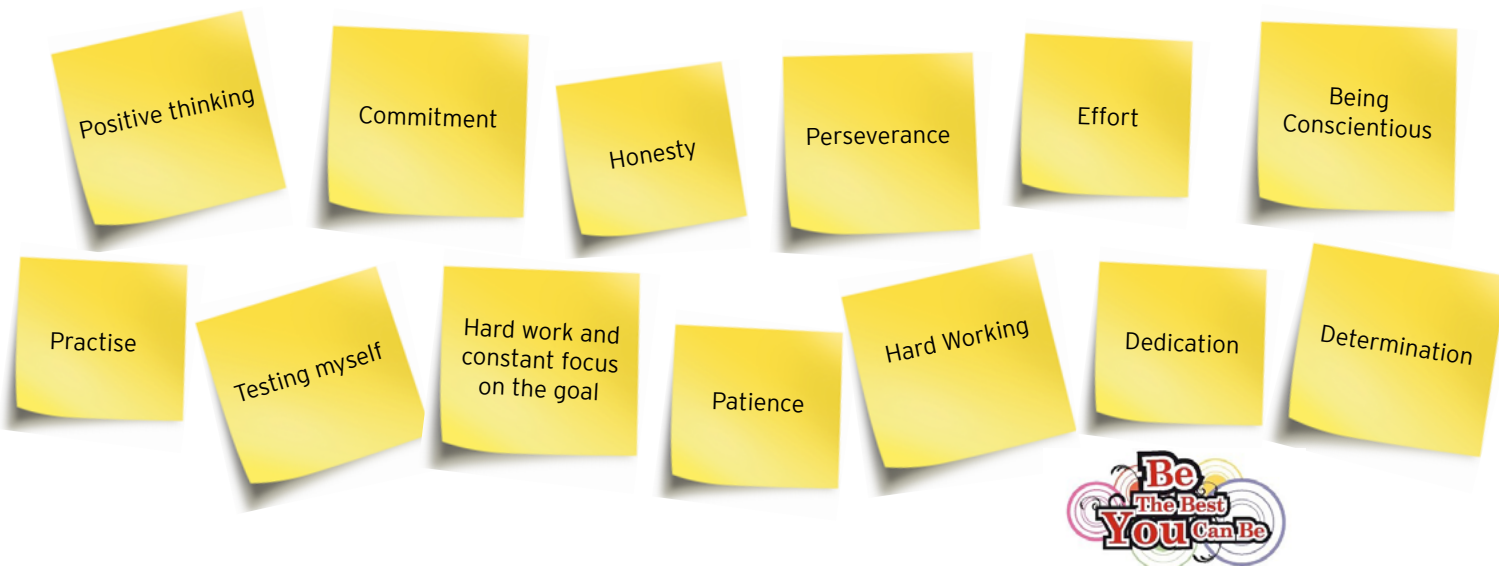 Positive thinking
Commitment
Honesty
Perseverance
Effort
Being
Conscientious
Practise
Testing myself
Hard work and
constant focus
on the goal
Patience
Hard Working
Dedication
Determination
Be
The Best
You Can Be